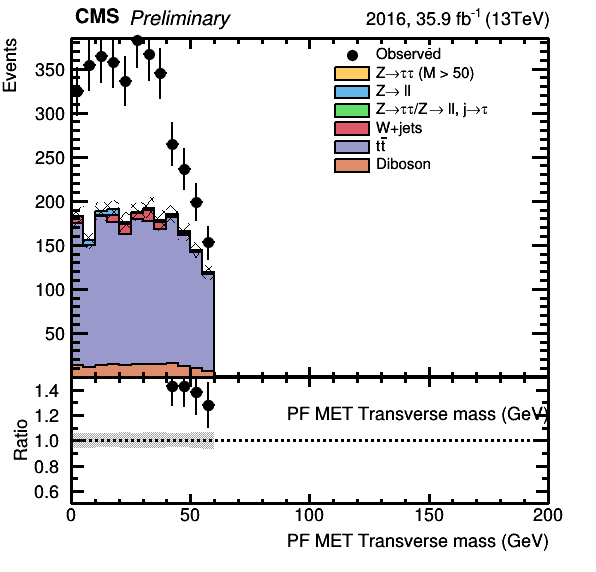 CMS Preliminary 2016, 35.9 fb⁻¹ (13TeV)
Events
Observed
Z→ττ (M > 50)
Z→ ll
Z→ττ/Z→ ll, j→τ
W+jets
tt̄
Diboson
350
300
250
200
150
100
50
PF MET Transverse mass (GeV)
Ratio
1.4
1.2
1.0
0.8
0.6
0 50 100 150 200
PF MET Transverse mass (GeV)